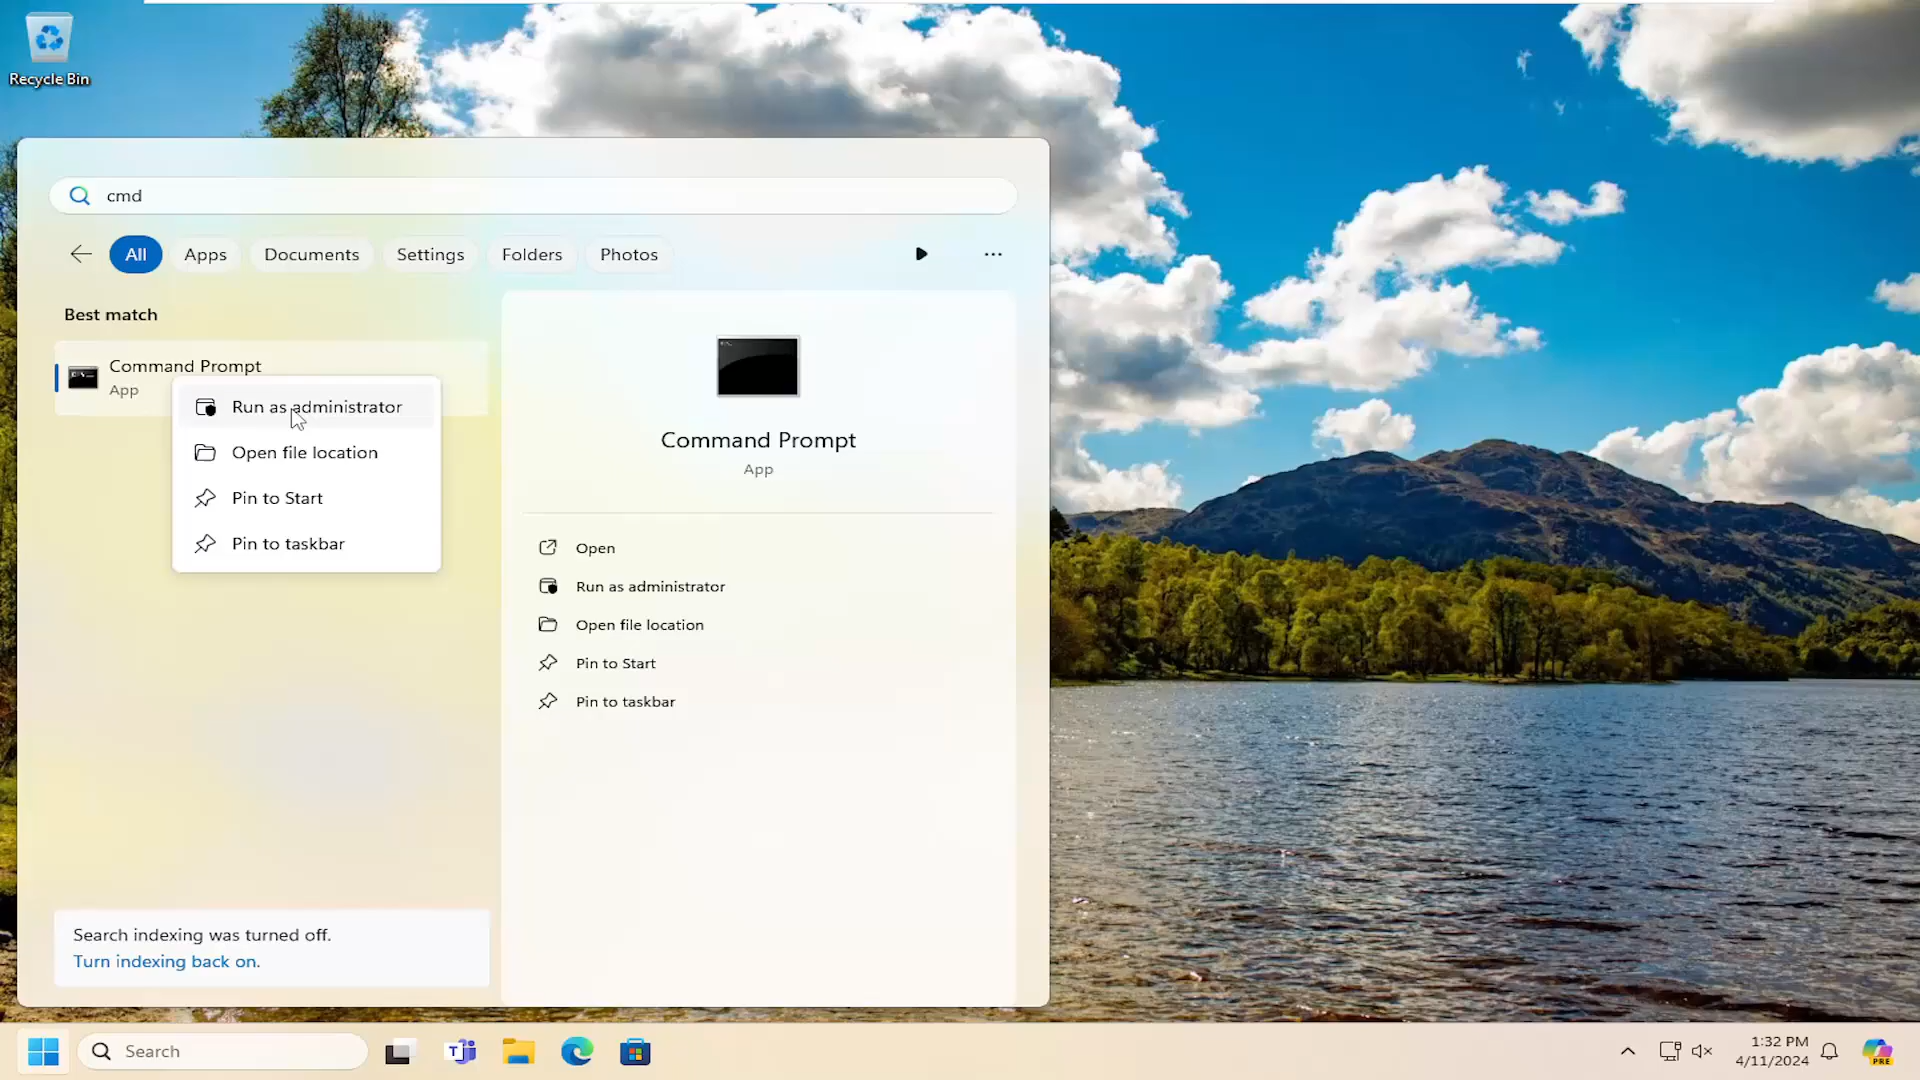 Recycle Bin
cmd
All
Apps
Documents
Settings
Folders
Photos
Best match
Command Prompt
App
Run as administrator
Open file location
Pin to Start
Pin to taskbar
Command Prompt
App
Open
Run as administrator
Open file location
Pin to Start
Pin to taskbar
Search indexing was turned off.
Turn indexing back on.
Search
1:32 PM
4/11/2024
PRE